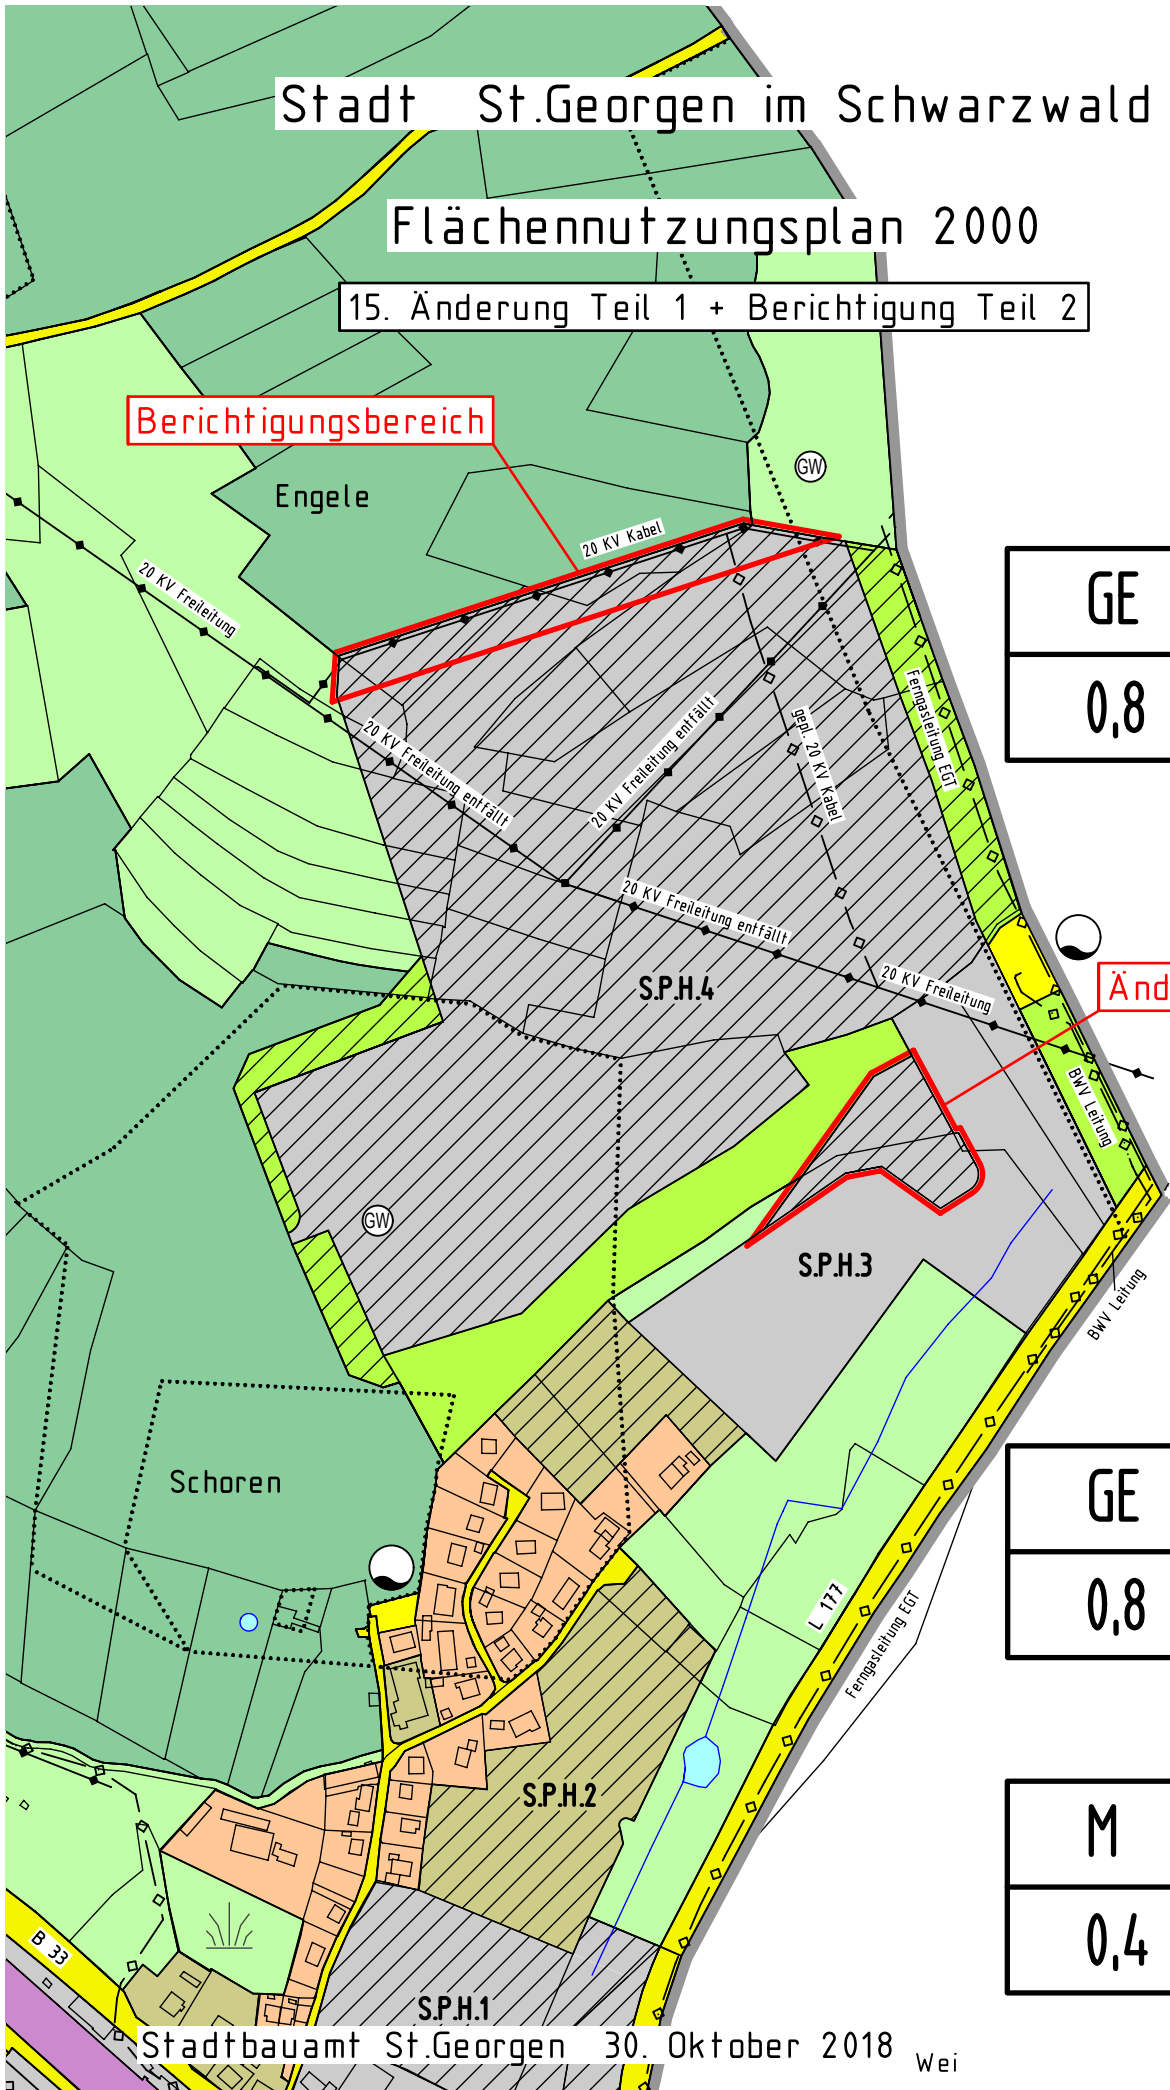 Stadt St.Georgen im Schwarzwald
Flächennutzungsplan 2000
15. Änderung Teil 1 + Berichtigung Teil 2
Berichtigungsbereich
GW
Engele
20 KV Kabel
20 KV Freileitung
GE
0,8
Ferngasleitung EGT
20 KV Freileitung entfällt
20 KV Freileitung entfällt
gepl. 20 KV Kabel
20 KV Freileitung entfällt
S.P.H.4
20 KV Freileitung
Änd
BWV Leitung
GW
S.P.H.3
BWV Leitung
Schoren
GE
0,8
L 177
Ferngasleitung EGT
S.P.H.2
M
0,4
B 33
S.P.H.1
Stadtbauamt St.Georgen 30. Oktober 2018
Wei